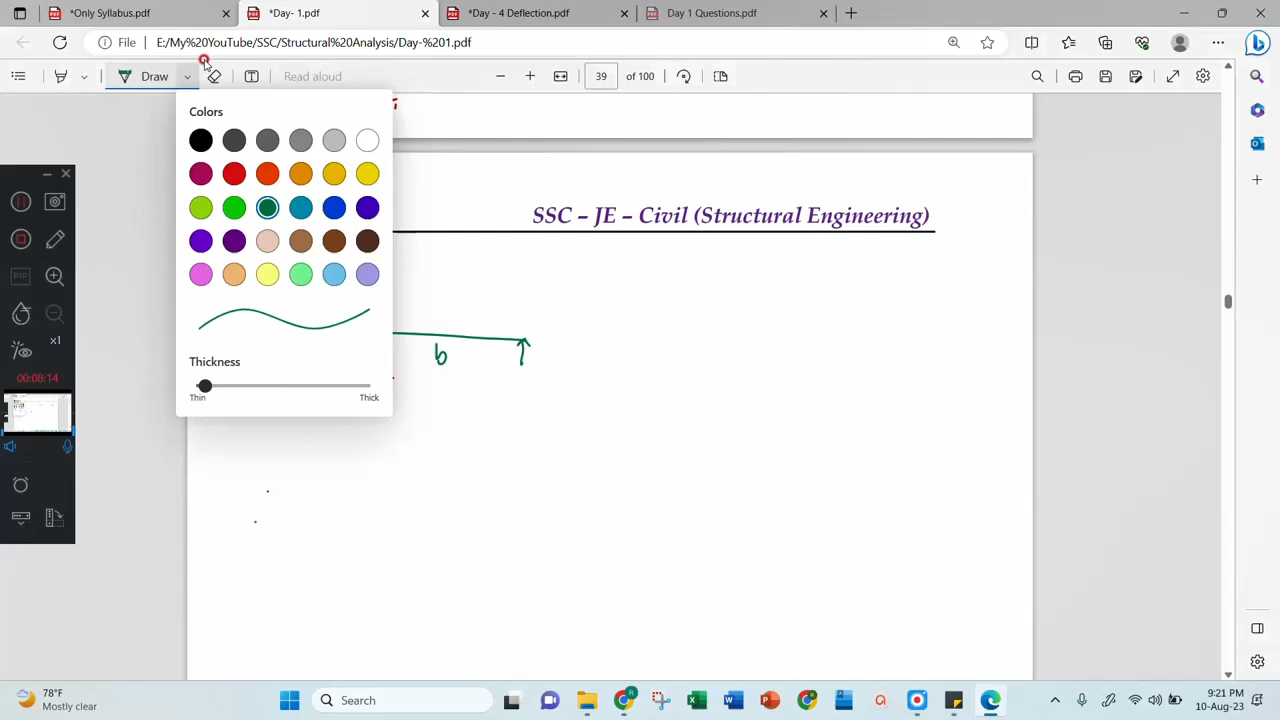 *Only Syllabus.pdf
*Day- 1.pdf
*Day - 4 Deflection.pdf
Day 1 Questions.pdf
File
E:/My%20YouTube/SSC/Structural%20Analysis/Day-%201.pdf
Draw
Read aloud
39
of 100
Colors
SSC – JE – Civil (Structural Engineering)
PIP
x1
b
Thickness
00:08:14
Thin
Thick
78°F
Mostly clear
Search
9:21 PM
10-Aug-23